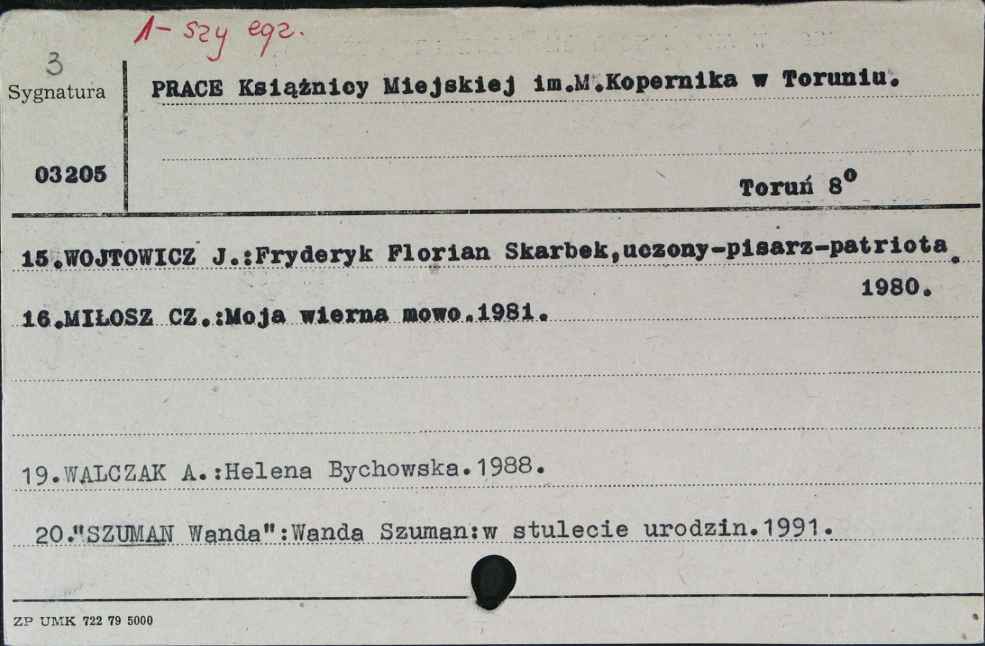 1-szy egz.
3
Sygnatura
PRACE Książnicy Miejskiej im.M.Kopernika w Toruniu.
03205
Toruń 8°
15.WOJTOWICZ J.:Fryderyk Florian Skarbek,uczony-pisarz-patriota.
1980.
16.MIŁOSZ CZ.:Moja wierna mowo.1981.
19.WALCZAK A.:Helena Bychowska.1988.
20."SZUMAN Wanda":Wanda Szuman:w stulecie urodzin.1991.
ZP UMK 722 79 5000